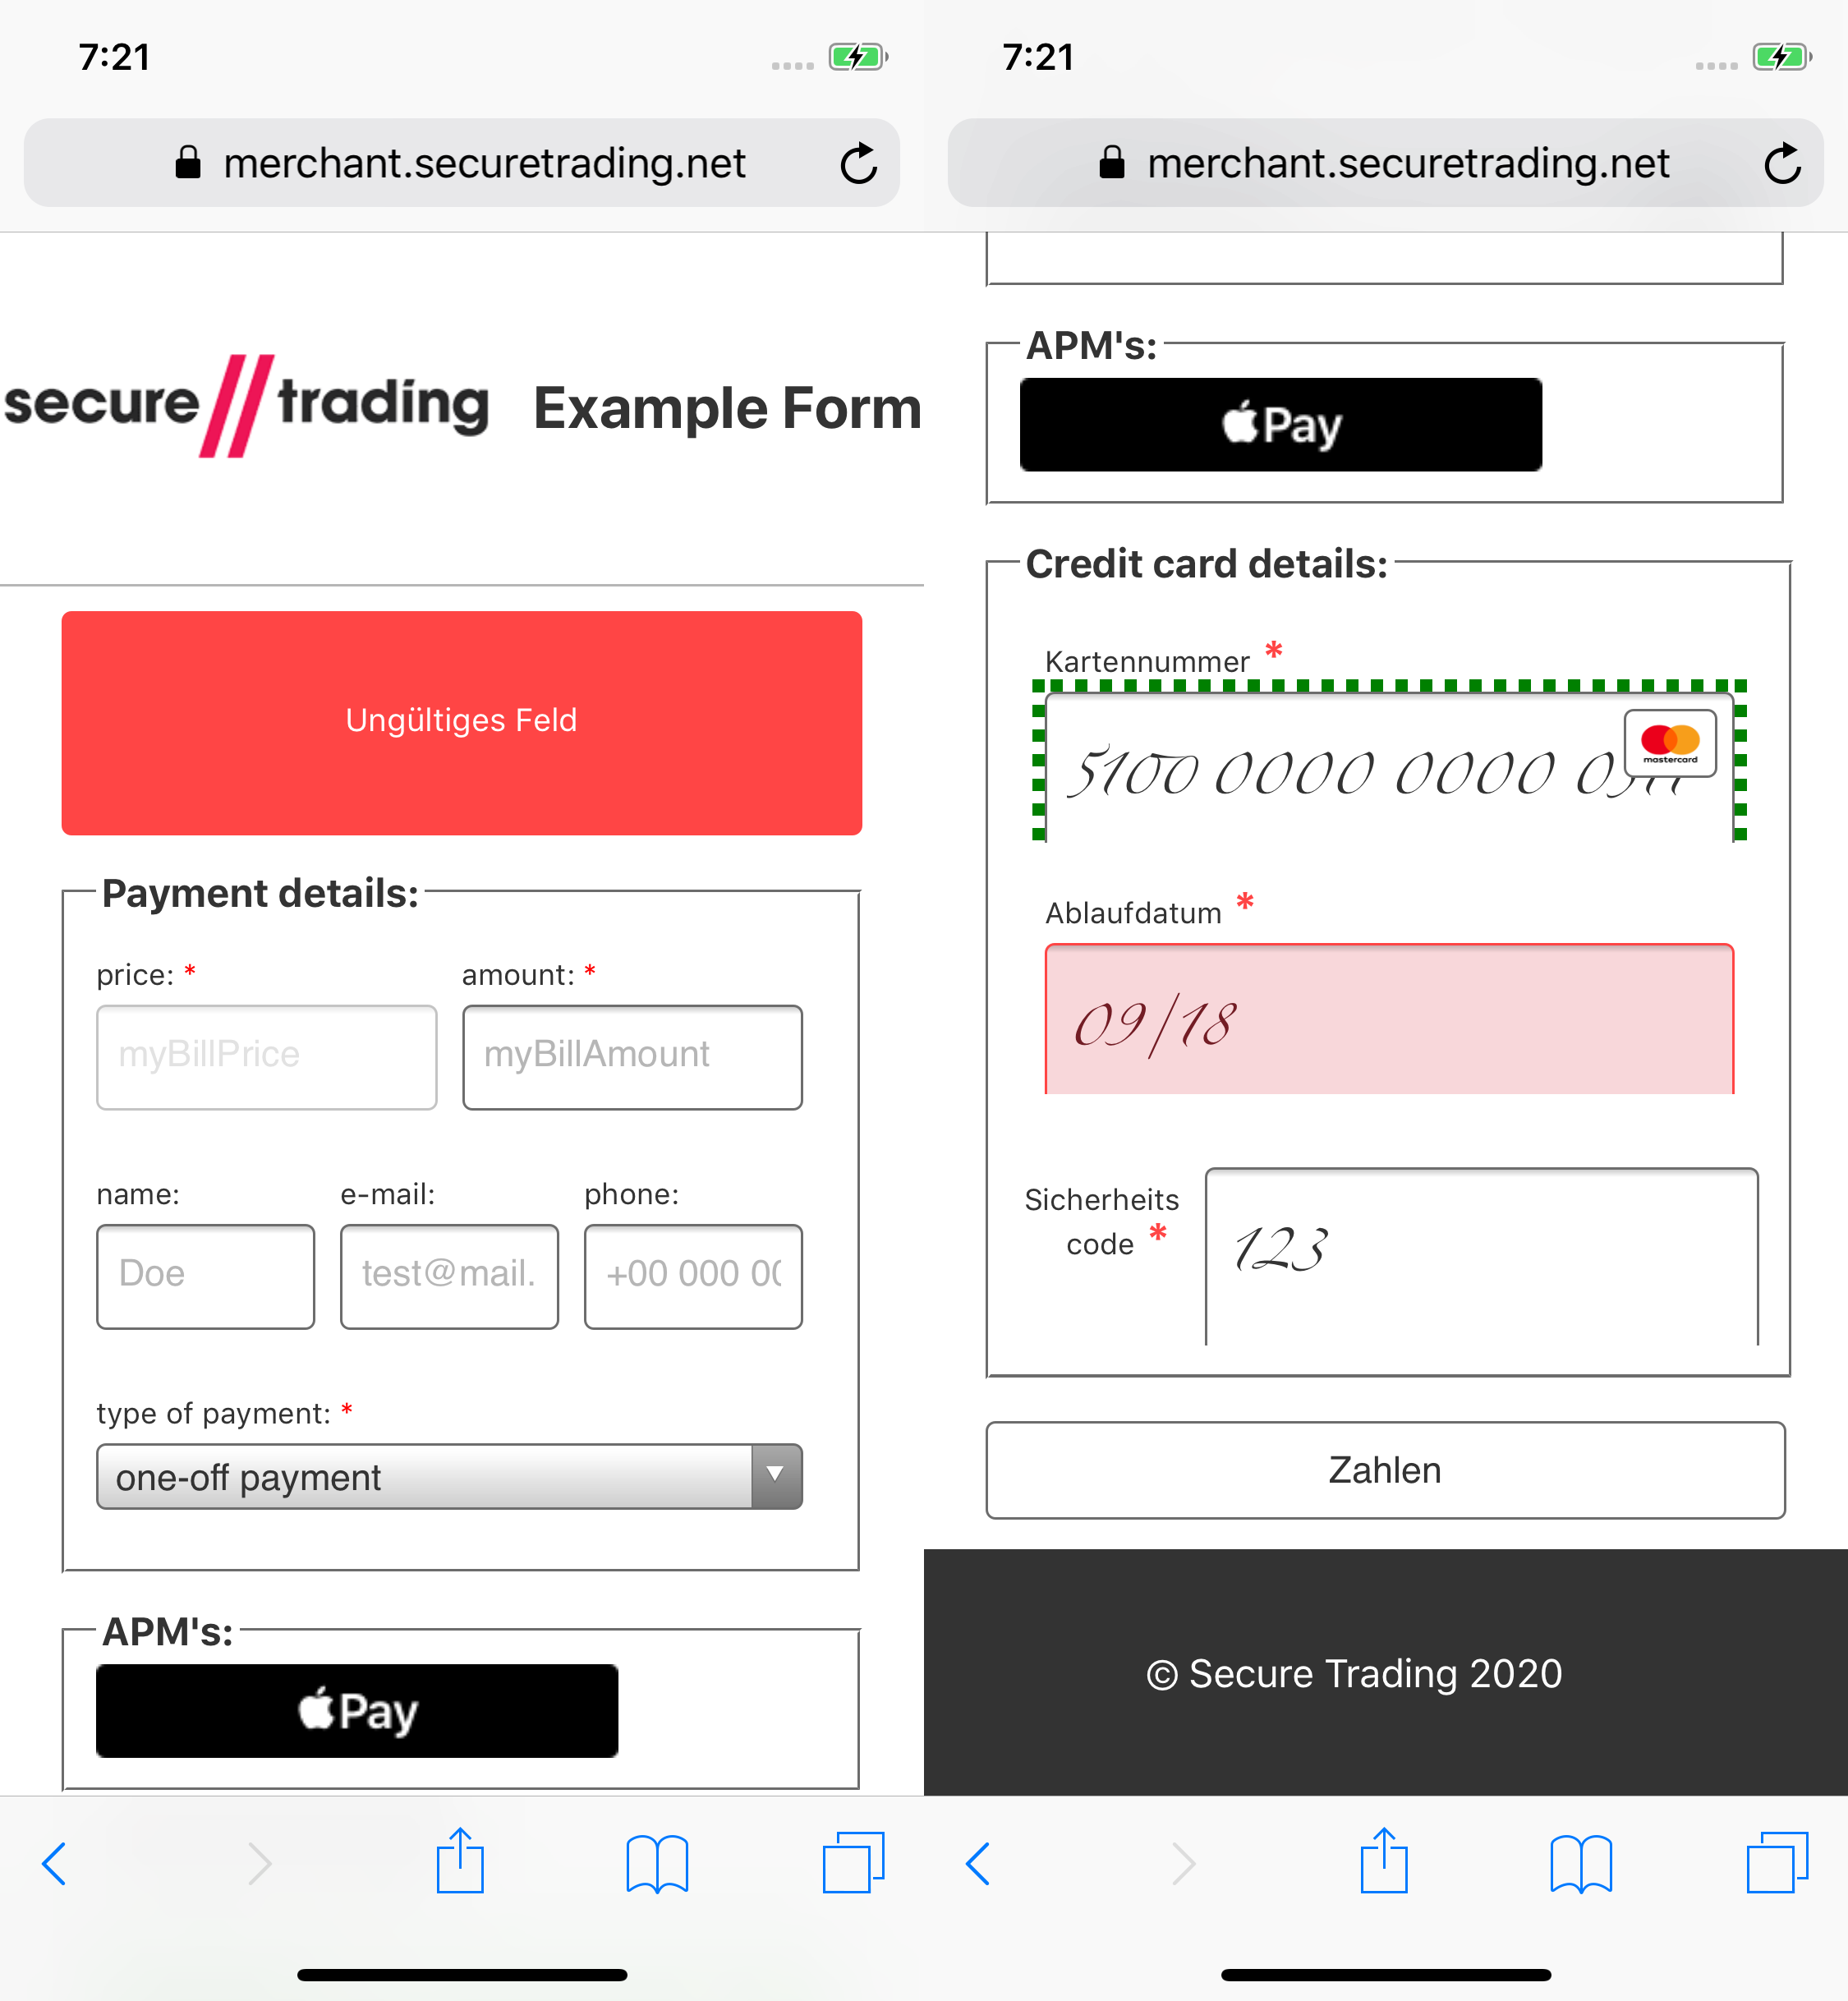 7:21
merchant.securetrading.net
secure//trading Example Form
Ungültiges Feld
Payment details:
price: * amount: *
myBillPrice myBillAmount
name: e-mail: phone:
Doe test@mail. +00 000 0
type of payment: *
one-off payment
APM's:
Pay
7:21
merchant.securetrading.net
APM's:
Pay
Credit card details:
Kartennummer *
mastercard
5100 0000 0000
Ablaufdatum *
09/18
Sicherheits
code *
123
Zahlen
© Secure Trading 2020